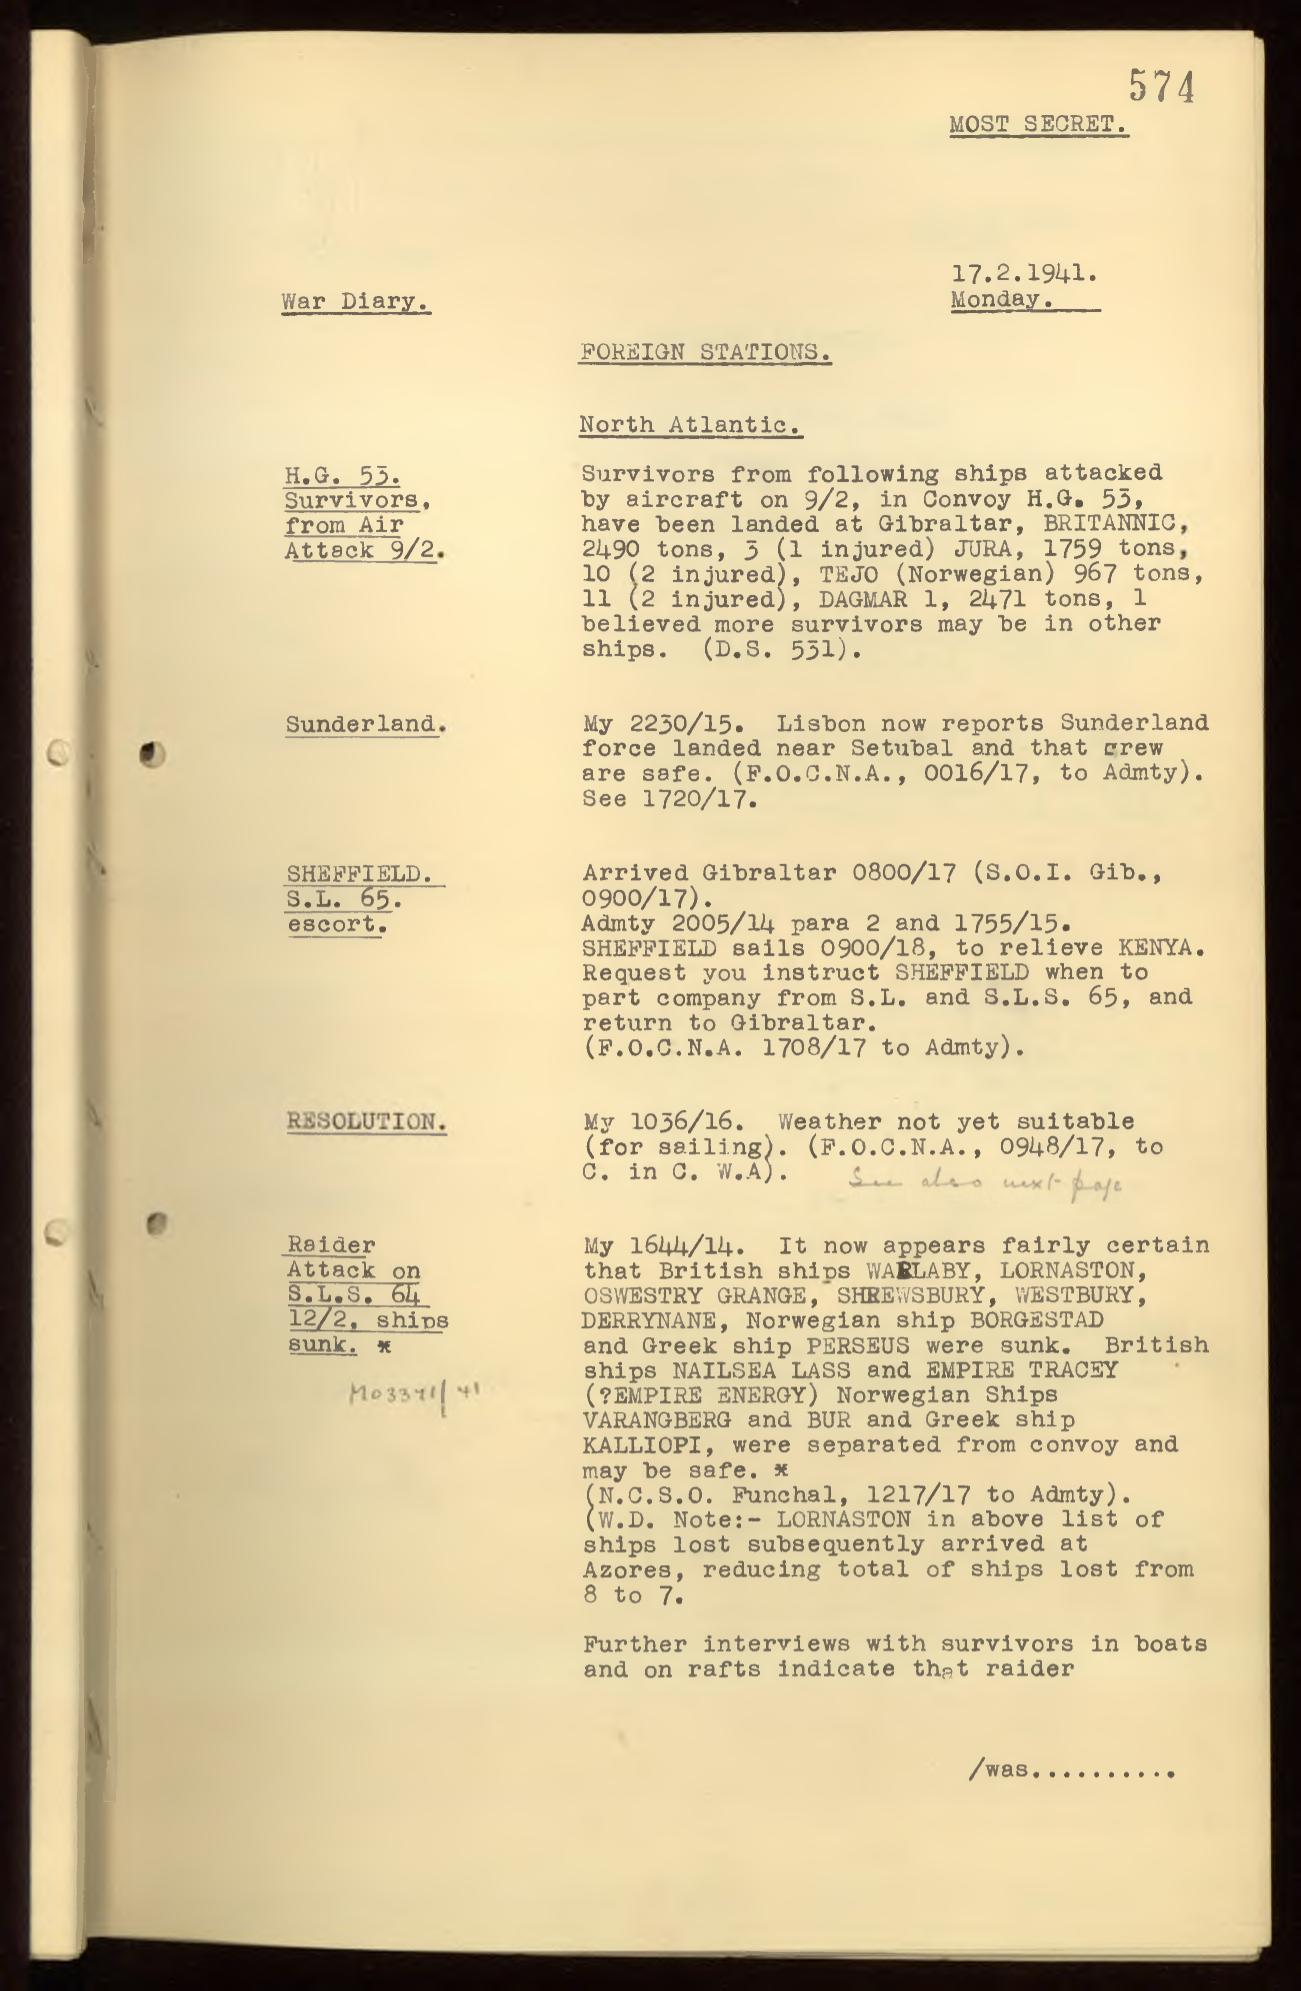 574
MOST SECRET.
17.2.1941.
War Diary.
Monday.
FOREIGN STATIONS.
North Atlantic.
H.G. 53.
Survivors,
from Air
Attack 9/2.
Survivors from following ships attacked
by aircraft on 9/2, in Convoy H.G. 53,
have been landed at Gibraltar, BRITANNIC,
2490 tons, 3 (1 injured) JURA, 1759 tons,
10 (2 injured), TEJO (Norwegian) 967 tons,
11 (2 injured), DAGMAR 1, 2471 tons, 1
believed more survivors may be in other
ships. (D.S. 531).
Sunderland.
My 2230/15. Lisbon now reports Sunderland
force landed near Setubal and that crew
are safe. (F.O.C.N.A., 0016/17, to Admty).
See 1720/17.
SHEFFIELD.
S.L. 65.
escort.
Arrived Gibraltar 0800/17 (S.O.I. Gib.,
0900/17).
Admty 2005/14 para 2 and 1755/15.
SHEFFIELD sails 0900/18, to relieve KENYA.
Request you instruct SHEFFIELD when to
part company from S.L. and S.L.S. 65, and
return to Gibraltar.
(F.O.C.N.A. 1708/17 to Admty).
RESOLUTION.
My 1036/16. Weather not yet suitable
(for sailing). (F.O.C.N.A., 0948/17, to
C. in C. W.A).
See also next page
Raider
Attack on
S.L.S. 64
12/2, ships
sunk. *
M03371/41
My 1644/14. It now appears fairly certain
that British ships WARLABY, LORNASTON,
OSWESTRY GRANGE, SHREWSBURY, WESTBURY,
DERRYNANE, Norwegian ship BORGESTAD
and Greek ship PERSEUS were sunk. British
ships NAILSEA LASS and EMPIRE TRACEY
(?EMPIRE ENERGY) Norwegian Ships
VARANGBERG and BUR and Greek ship
KALLIOPI, were separated from convoy and
may be safe. *
(N.C.S.O. Funchal, 1217/17 to Admty).
(W.D. Note:- LORNASTON in above list of
ships lost subsequently arrived at
Azores, reducing total of ships lost from
8 to 7.
Further interviews with survivors in boats
and on rafts indicate that raider
/was..........